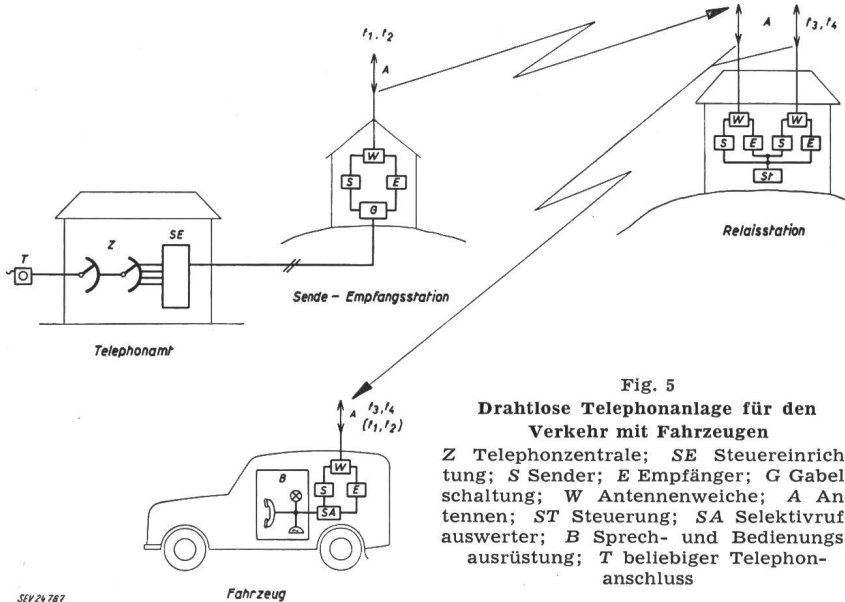 f1, f2
A
W
S
E
G
Sende - Empfangsstation
T
Z
SE
Telephonamt
A
f3, f4
W
W
S
E
S
E
St
Relaisstation
A
f3, f4
(f1, f2)
B
W
S
E
SA
Fahrzeug
SEV 24 787
Fig. 5
Drahtlose Telephonanlage für den
Verkehr mit Fahrzeugen
Z Telephonzentrale; SE Steuereinrich
tung; S Sender; E Empfänger; G Gabel
schaltung; W Antennenweiche; A An
tennen; ST Steuerung; SA Selektivruf
auswerter; B Sprech- und Bedienungs
ausrüstung; T beliebiger Telephon-
anschluss